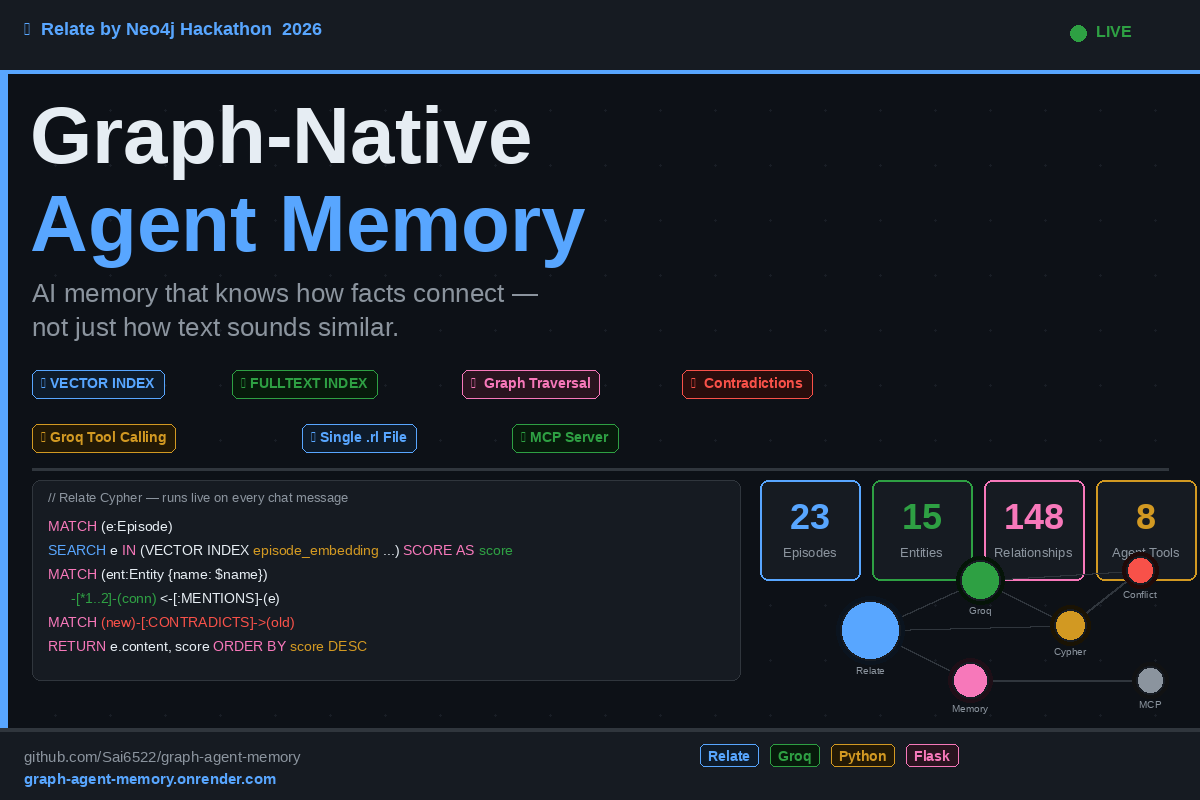 Relate by Neo4j Hackathon 2026
LIVE
Graph-Native
Agent Memory
AI memory that knows how facts connect —
not just how text sounds similar.
VECTOR INDEX
FULLTEXT INDEX
Graph Traversal
Contradictions
Groq Tool Calling
Single .rl File
MCP Server
// Relate Cypher — runs live on every chat message
MATCH (e:Episode)
SEARCH e IN (VECTOR INDEX episode_embedding ...) SCORE AS score
MATCH (ent:Entity {name: $name})
-[*1..2]-(conn) <-[:MENTIONS]-(e)
MATCH (new)-[:CONTRADICTS]->(old)
RETURN e.content, score ORDER BY score DESC
23
Episodes
15
Entities
148
Relationships
8
Agent Tools
Conflict
Groq
Cypher
Relate
Memory
MCP
github.com/Sai6522/graph-agent-memory
graph-agent-memory.onrender.com
Relate
Groq
Python
Flask